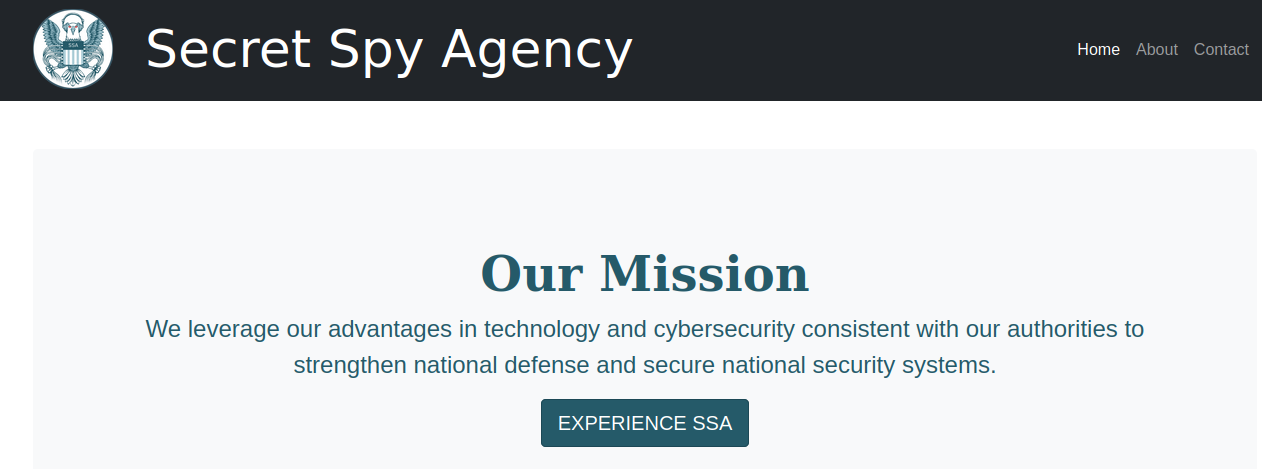 SSA
Secret Spy Agency
Home About Contact
Our Mission
We leverage our advantages in technology and cybersecurity consistent with our authorities to
strengthen national defense and secure national security systems.
EXPERIENCE SSA